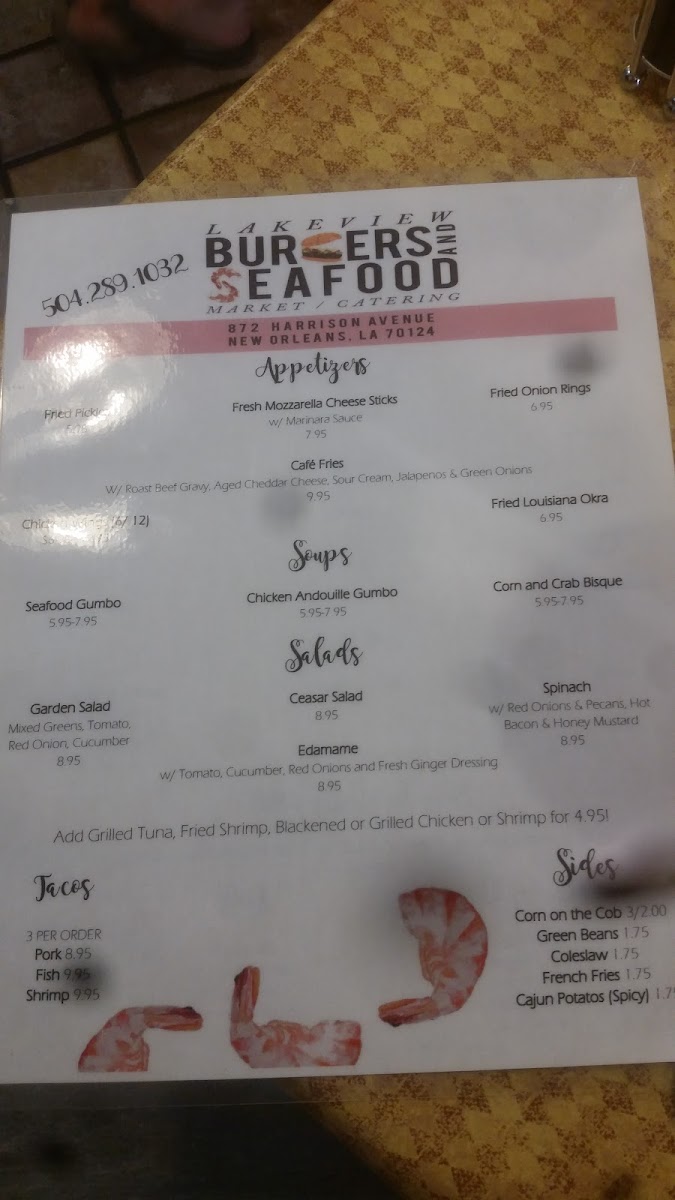 504.289.1032
LAKEVIEW
BURGERS AND
SEAFOOD
MARKET / CATERING
872 HARRISON AVENUE
NEW ORLEANS, LA 70124
Appetizers
Fried
Fresh Mozzarella Cheese Sticks
w/ Marinara Sauce
7.95
Fried Onion Rings
6.95
Café Fries
W/ Roast Beef Gravy, Aged Cheddar Cheese, Sour Cream, Jalapenos & Green Onions
9.95
12)
Fried Louisiana Okra
6.95
Soups
Seafood Gumbo
5.95-7.95
Chicken Andouille Gumbo
5.95-7.95
Corn and Crab Bisque
5.95-7.95
Salads
Garden Salad
Mixed Greens, Tomato,
Red Onion, Cucumber
8.95
Ceasar Salad
8.95
Spinach
w/ Red Onions & Pecans, Hot
Bacon & Honey Mustard
8.95
Edamame
w/ Tomato, Cucumber, Red Onions and Fresh Ginger Dressing
8.95
Add Grilled Tuna, Fried Shrimp, Blackened or Grilled Chicken or Shrimp for 4.95!
Tacos
3 PER ORDER
Pork 8.95
Fish 9.95
Shrimp 9.95
Sides
Corn on the Cob 3/2.00
Green Beans 1.75
Coleslaw 1.75
French Fries 1.75
Cajun Potatos (Spicy)